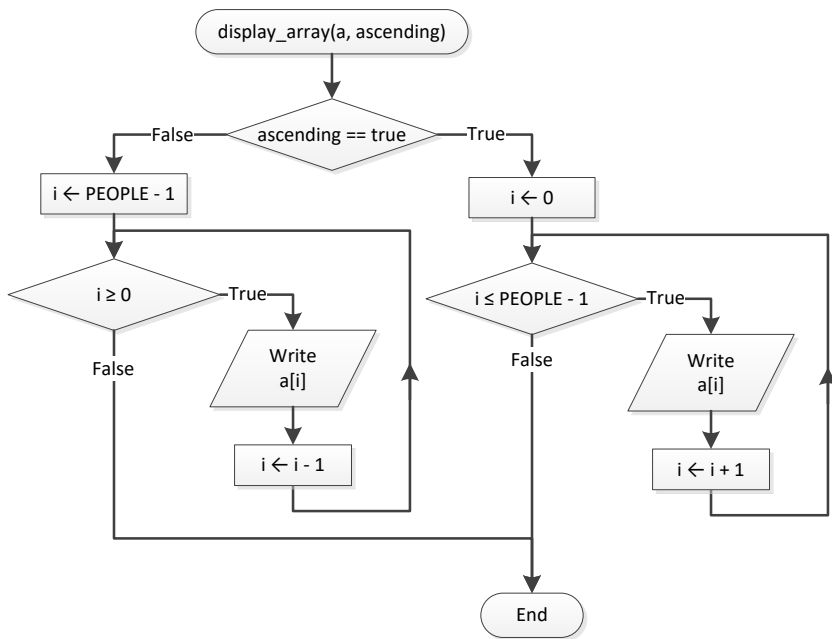 display_array(a, ascending)
ascending == true
False
True
i ← PEOPLE - 1
i ← 0
i ≥ 0
True
i ≤ PEOPLE - 1
True
Write
a[i]
False
Write
a[i]
False
i ← i - 1
i ← i + 1
End